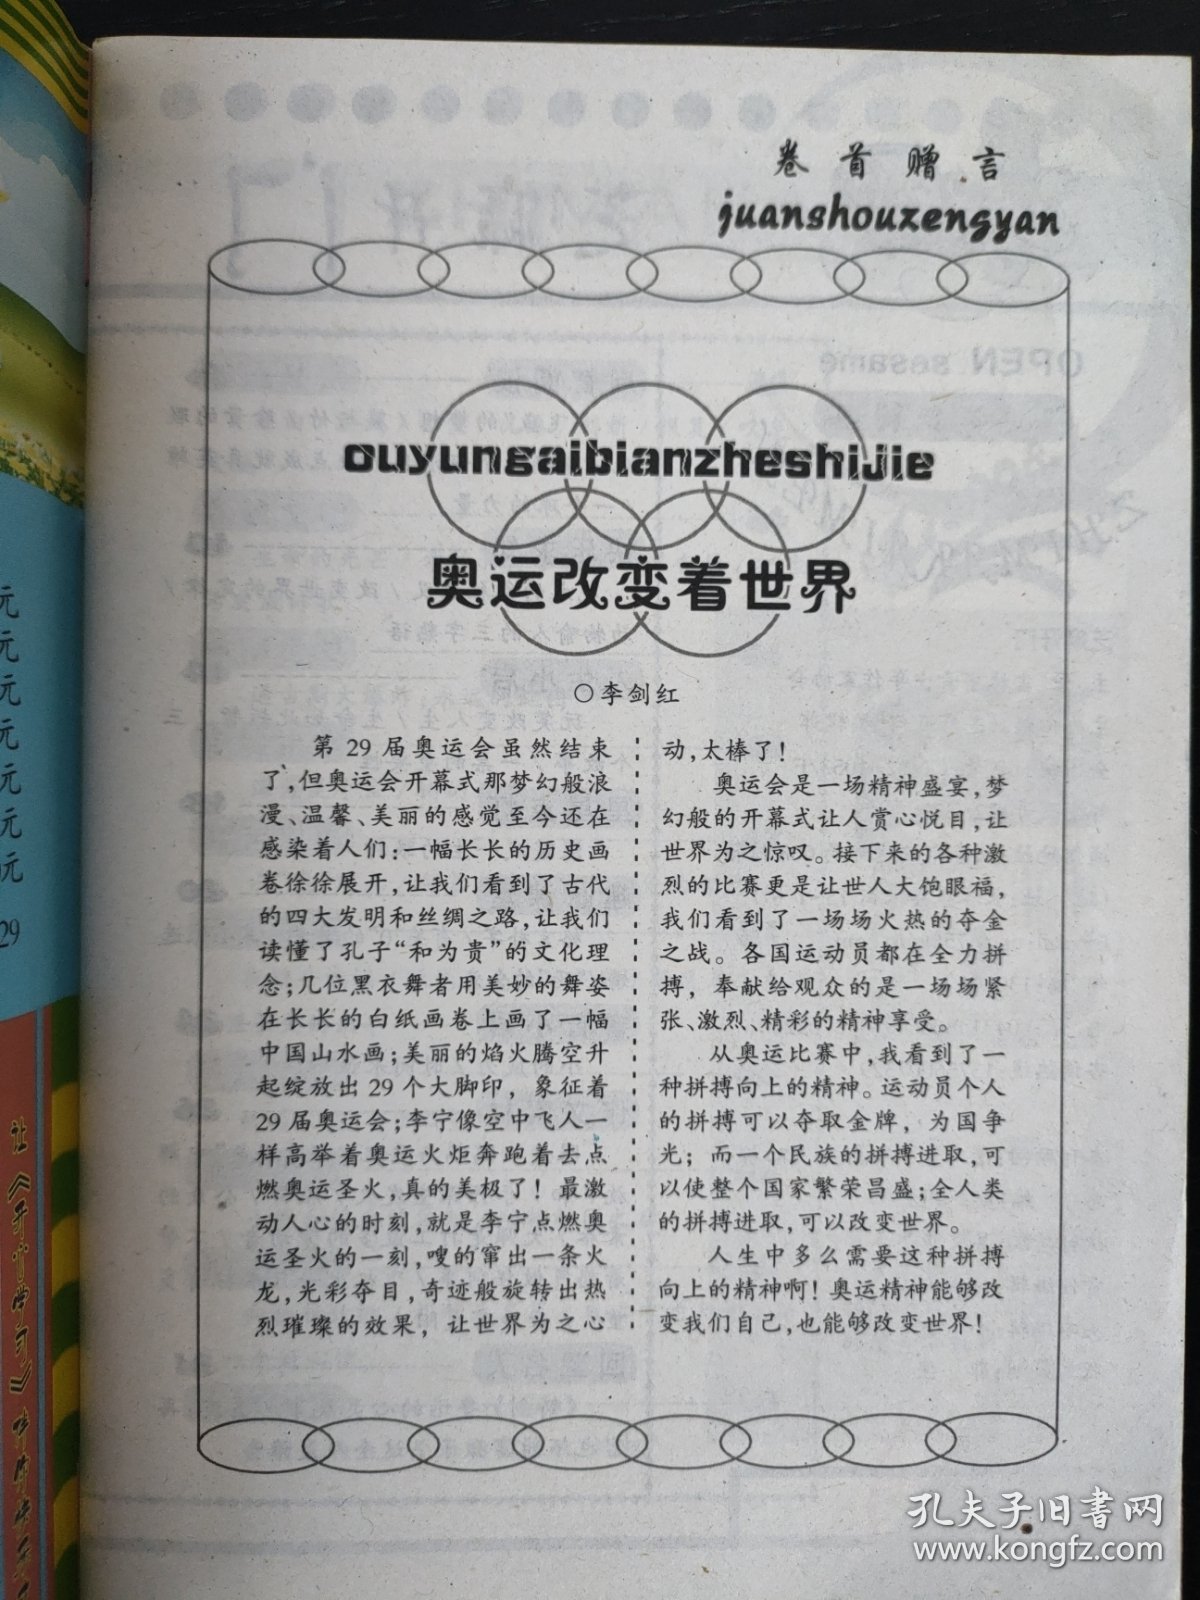 卷首赠言
juanshouzengyan
ouyungaibianzheshijie
奥运改变着世界
○李剑红
第29届奥运会虽然结束
了,但奥运会开幕式那梦幻般浪
漫、温馨、美丽的感觉至今还在
感染着人们:一幅长长的历史画
卷徐徐展开,让我们看到了古代
的四大发明和丝绸之路,让我们
读懂了孔子“和为贵”的文化理
念;几位黑衣舞者用美妙的舞姿
在长长的白纸画卷上画了一幅
中国山水画;美丽的焰火腾空升
起绽放出29个大脚印，象征着
29届奥运会;李宁像空中飞人一
样高举着奥运火炬奔跑着去点
燃奥运圣火,真的美极了！最激
动人心的时刻,就是李宁点燃奥
运圣火的一刻,嗖的窜出一条火
龙,光彩夺目,奇迹般旋转出热
烈璀璨的效果，让世界为之心
动,太棒了!
奥运会是一场精神盛宴,梦
幻般的开幕式让人赏心悦目,让
世界为之惊叹。接下来的各种激
烈的比赛更是让世人大饱眼福,
我们看到了一场场火热的夺金
之战。各国运动员都在全力拼
搏，奉献给观众的是一场场紧
张、激烈、精彩的精神享受。
从奥运比赛中,我看到了一
种拼搏向上的精神。运动员个人
的拼搏可以夺取金牌，为国争
光；而一个民族的拼搏进取,可
以使整个国家繁荣昌盛;全人类
的拼搏进取,可以改变世界。
人生中多么需要这种拼搏
向上的精神啊！奥运精神能够改
变我们自己,也能够改变世界!
元
元
元
元
元
元
元
29
让《开心学习》伴你快乐
孔夫子旧书网
www.kongfz.com